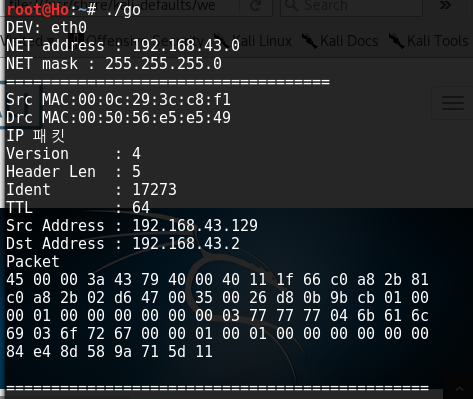 root@Ho:~# ./go
DEV: eth0
NET address : 192.168.43.0
NET mask : 255.255.255.0
====================================
Src MAC:00:0c:29:3c:c8:f1
Drc MAC:00:50:56:e5:e5:49
IP 패킷
Version : 4
Header Len : 5
Ident : 17273
TTL : 64
Src Address : 192.168.43.129
Dst Address : 192.168.43.2
Packet
45 00 00 3a 43 79 40 00 40 11 1f 66 c0 a8 2b 81
c0 a8 2b 02 d6 47 00 35 00 26 d8 0b 9b cb 01 00
00 01 00 00 00 00 00 00 03 77 77 77 04 6b 61 6c
69 03 6f 72 67 00 00 01 00 01 00 00 00 00 00 00
84 e4 8d 58 9a 71 5d 11
===============================================
Search
Kali Linux
Kali Docs
Kali Tools